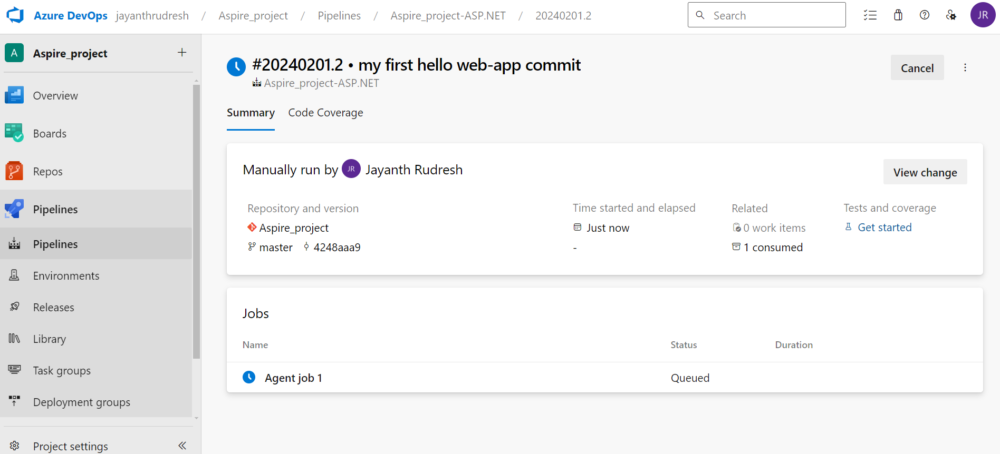 Azure DevOps jayanthrudresh / Aspire_project / Pipelines / Aspire_project-ASP.NET / 20240201.2
Search
JR
A Aspire_project +
Overview
Boards
Repos
Pipelines
Pipelines
Environments
Releases
Library
Task groups
Deployment groups
Project settings
#20240201.2 • my first hello web-app commit
Aspire_project-ASP.NET
Cancel
Summary Code Coverage
Manually run by JR Jayanth Rudresh
View change
Repository and version
Aspire_project
master 4248aaa9
Time started and elapsed
Just now
-
Related
0 work items
1 consumed
Tests and coverage
Get started
Jobs
Name Status Duration
Agent job 1 Queued